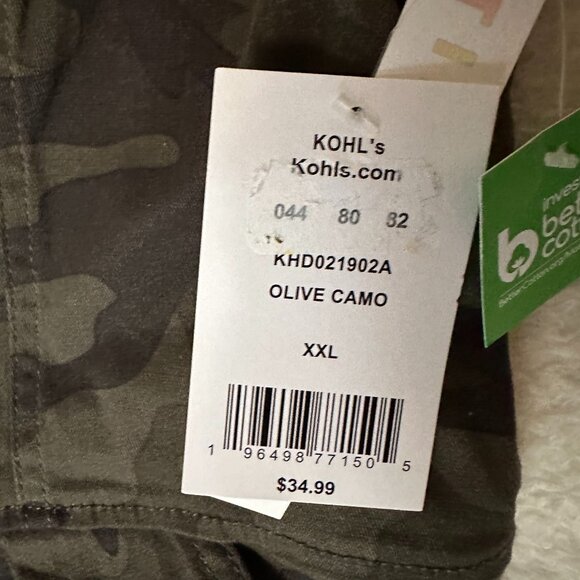 KOHL's
Kohls.com
044 80 82
KHD021902A
OLIVE CAMO
XXL
1 96498 77150 5
$34.99
b